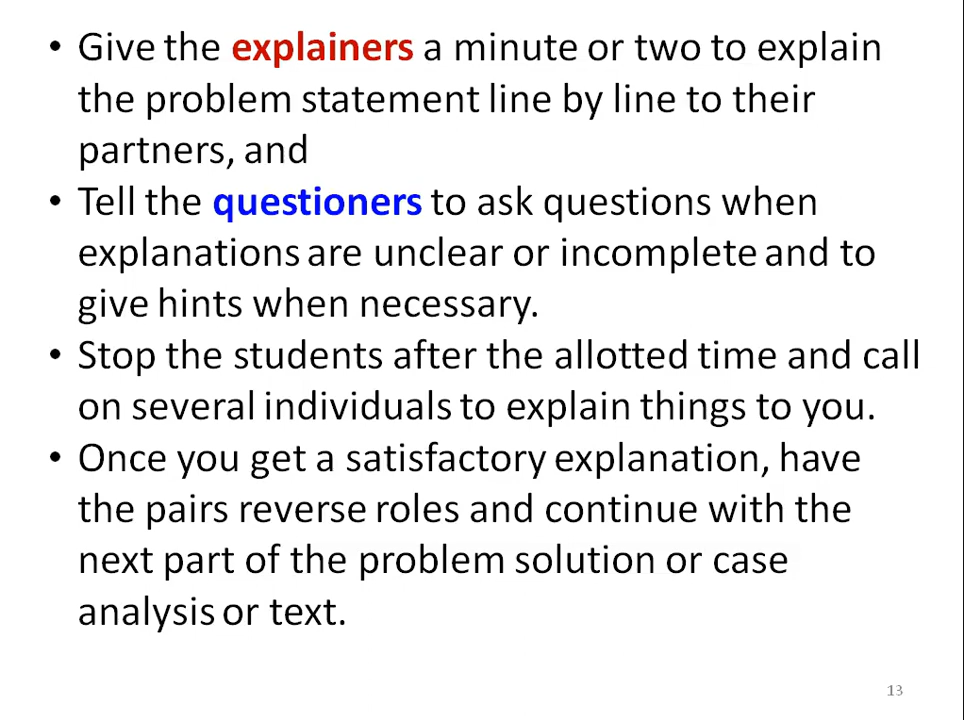 • Give the explainers a minute or two to explain
the problem statement line by line to their
partners, and
• Tell the questioners to ask questions when
explanations are unclear or incomplete and to
give hints when necessary.
• Stop the students after the allotted time and call
on several individuals to explain things to you.
• Once you get a satisfactory explanation, have
the pairs reverse roles and continue with the
next part of the problem solution or case
analysis or text.
13